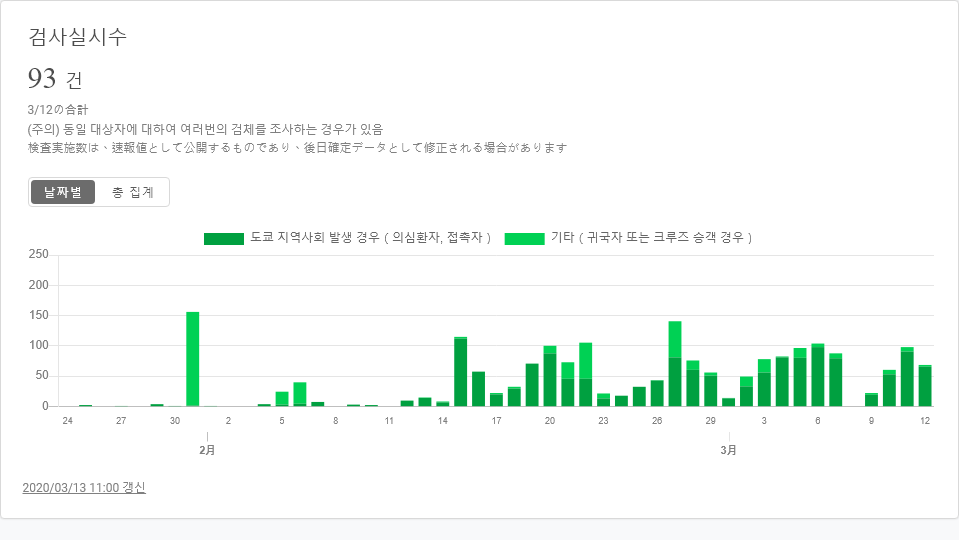 검사실시수
93 건
3/12の合計
(주의) 동일 대상자에 대하여 여러번의 검체를 조사하는 경우가 있음
検査実施数は、速報値として公開するものであり、後日確定データとして修正される場合があります
날짜별 총 집계
도쿄 지역사회 발생 경우 ( 의심환자, 접촉자 ) 기타 ( 귀국자 또는 크루즈 승객 경우 )
250
200
150
100
50
0
24 27 30 2 5 8 11 14 17 20 23 26 29 3 6 9 12
2月 3月
2020/03/13 11:00 갱신